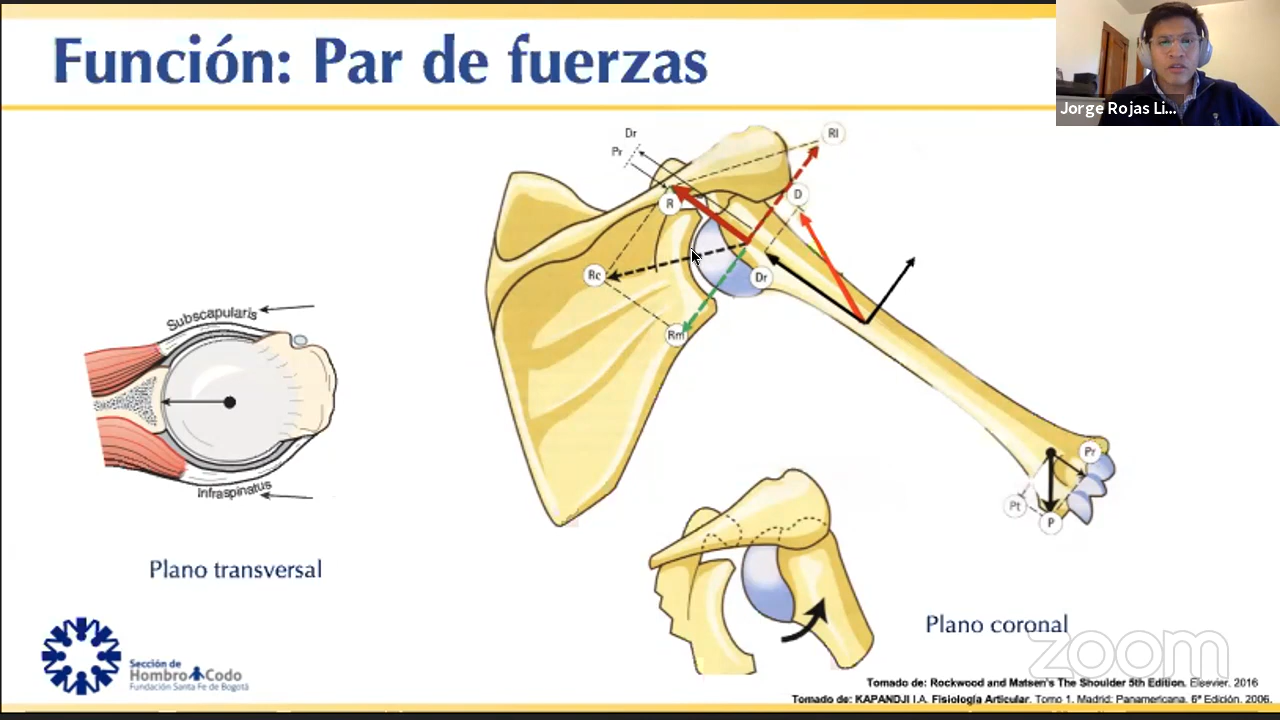 Función: Par de fuerzas
Jorge Rojas Li...
Dr
Pr
Rl
D
R
Rc
Dr
Rm
Subscapularis
Infraspinatus
Pr
Pt
P
Plano transversal
Plano coronal
zoom
Sección de
Hombro Codo
Fundación Santa Fe de Bogotá
Tomado de: Rockwood and Matsen's The Shoulder 5th Edition. Elsevier. 2016
Tomado de: KAPANDJI I.A. Fisiología Articular. Tomo 1. Madrid: Panamericana. 6ª Edición. 2006.